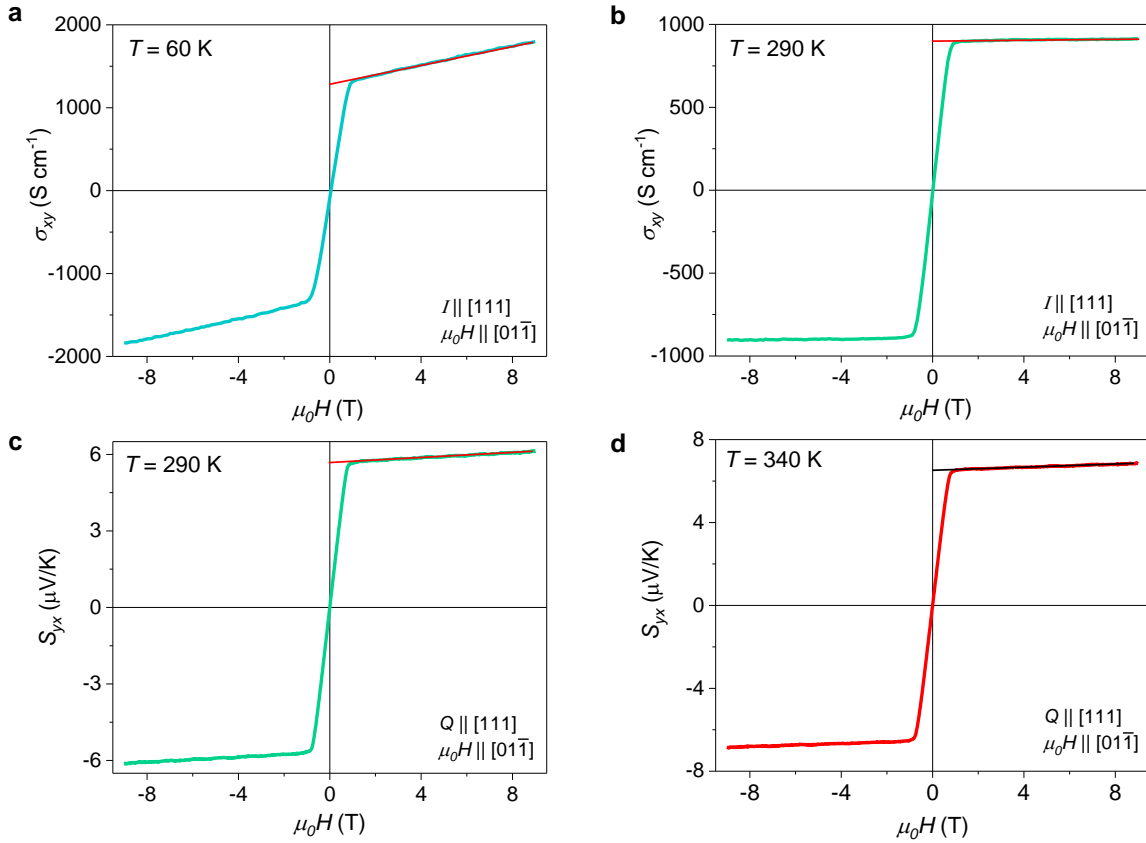 a
T = 60 K
2000
1000
0
-1000
-2000
σxy (S cm⁻¹)
I || [111]
μ₀H || [011̅]
-8 -4 0 4 8
μ₀H (T)
b
T = 290 K
1000
500
0
-500
-1000
σxy (S cm⁻¹)
I || [111]
μ₀H || [011̅]
-8 -4 0 4 8
μ₀H (T)
c
T = 290 K
6
3
0
-3
-6
Syx (μV/K)
Q || [111]
μ₀H || [011̅]
-8 -4 0 4 8
μ₀H (T)
d
T = 340 K
8
4
0
-4
-8
Syx (μV/K)
Q || [111]
μ₀H || [011̅]
-8 -4 0 4 8
μ₀H (T)